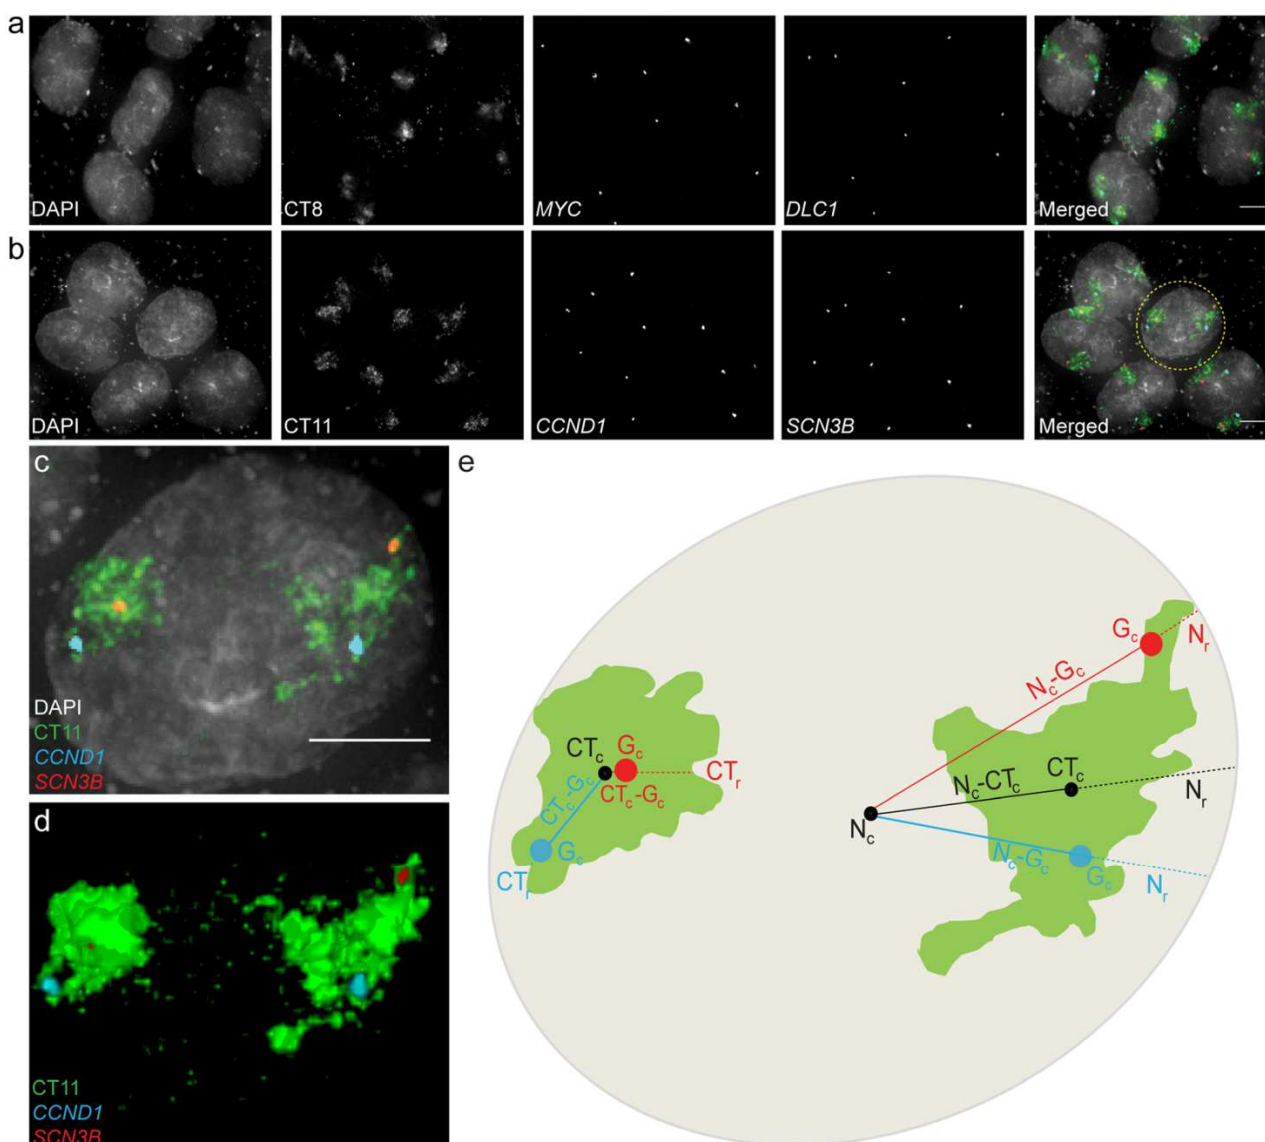 a
DAPI
CT8
MYC
DLC1
Merged
b
DAPI
CT11
CCND1
SCN3B
Merged
c
DAPI
CT11
CCND1
SCN3B
d
CT11
CCND1
SCN3B
e
CTc
Gc
CTr
CTc-Gc
CTc-Gc
Gc
CTr
Gc
Nr
Nc-Gc
CTc
Nc-CTc
Nr
Nc
Nc-Gc
Gc
Nr